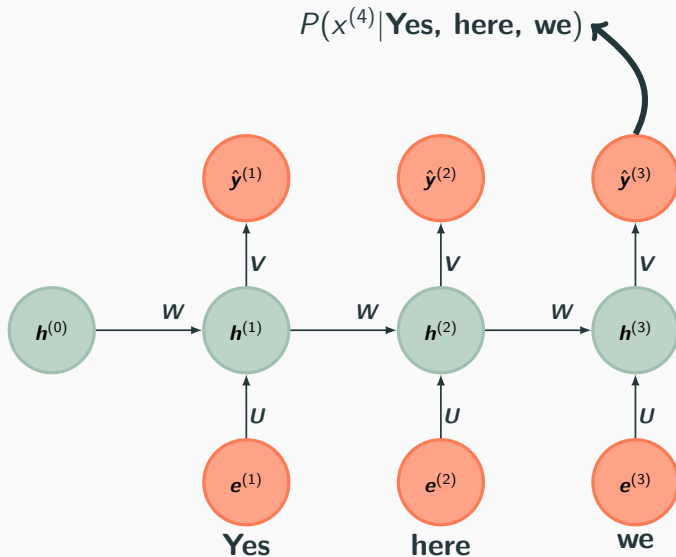 P(x^(4)|Yes, here, we)
ŷ^(1) ŷ^(2) ŷ^(3)
V V V
W W W
h^(0) h^(1) h^(2) h^(3)
U U U
e^(1) e^(2) e^(3)
Yes here we